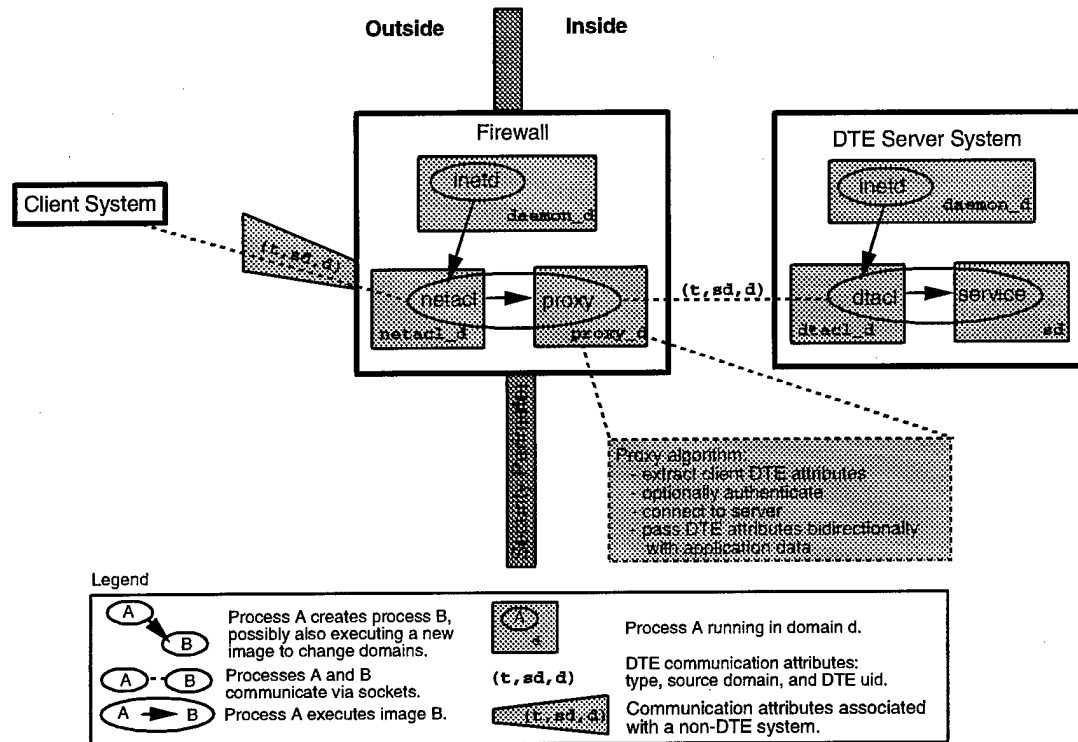 Outside
Inside
Firewall
DTE Server System
inetd
daemon_d
inetd
daemon_d
Client System
(t,sd,d)
netacl
proxy
netacl_d
proxy_d
(t,sd,d)
dtacl
service
dtacl_d
sd
Security Perimeter
Proxy algorithm:
- extract client DTE attributes
- optionally authenticate
- connect to server
- pass DTE attributes bidirectionally
with application data
Legend
A
B
Process A creates process B,
possibly also executing a new
image to change domains.
A
B
Processes A and B
communicate via sockets.
A
B
Process A executes image B.
A
d
Process A running in domain d.
(t,sd,d)
DTE communication attributes:
type, source domain, and DTE uid.
(t,sd,d)
Communication attributes associated
with a non-DTE system.